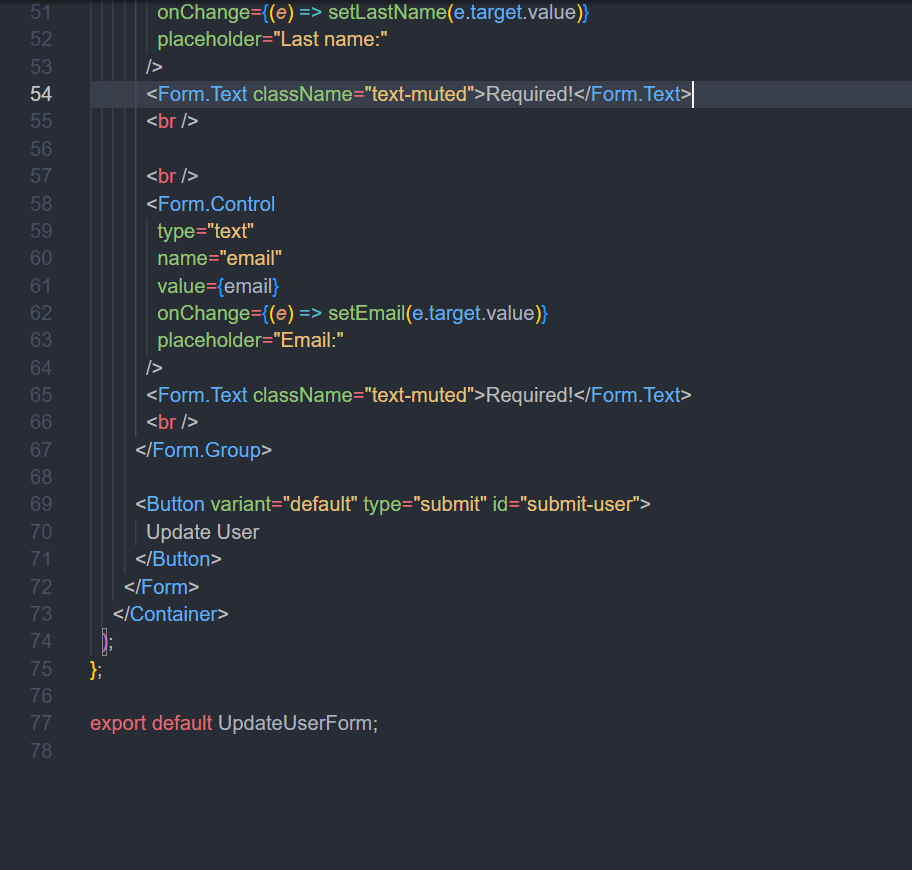 51 onChange={(e) => setLastName(e.target.value)}
52 placeholder="Last name:"
53 />
54 <Form.Text className="text-muted">Required!</Form.Text>
55 <br />
56
57 <br />
58 <Form.Control
59 type="text"
60 name="email"
61 value={email}
62 onChange={(e) => setEmail(e.target.value)}
63 placeholder="Email:"
64 />
65 <Form.Text className="text-muted">Required!</Form.Text>
66 <br />
67 </Form.Group>
68
69 <Button variant="default" type="submit" id="submit-user">
70 Update User
71 </Button>
72 </Form>
73 </Container>
74 );
75 };
76
77 export default UpdateUserForm;
78